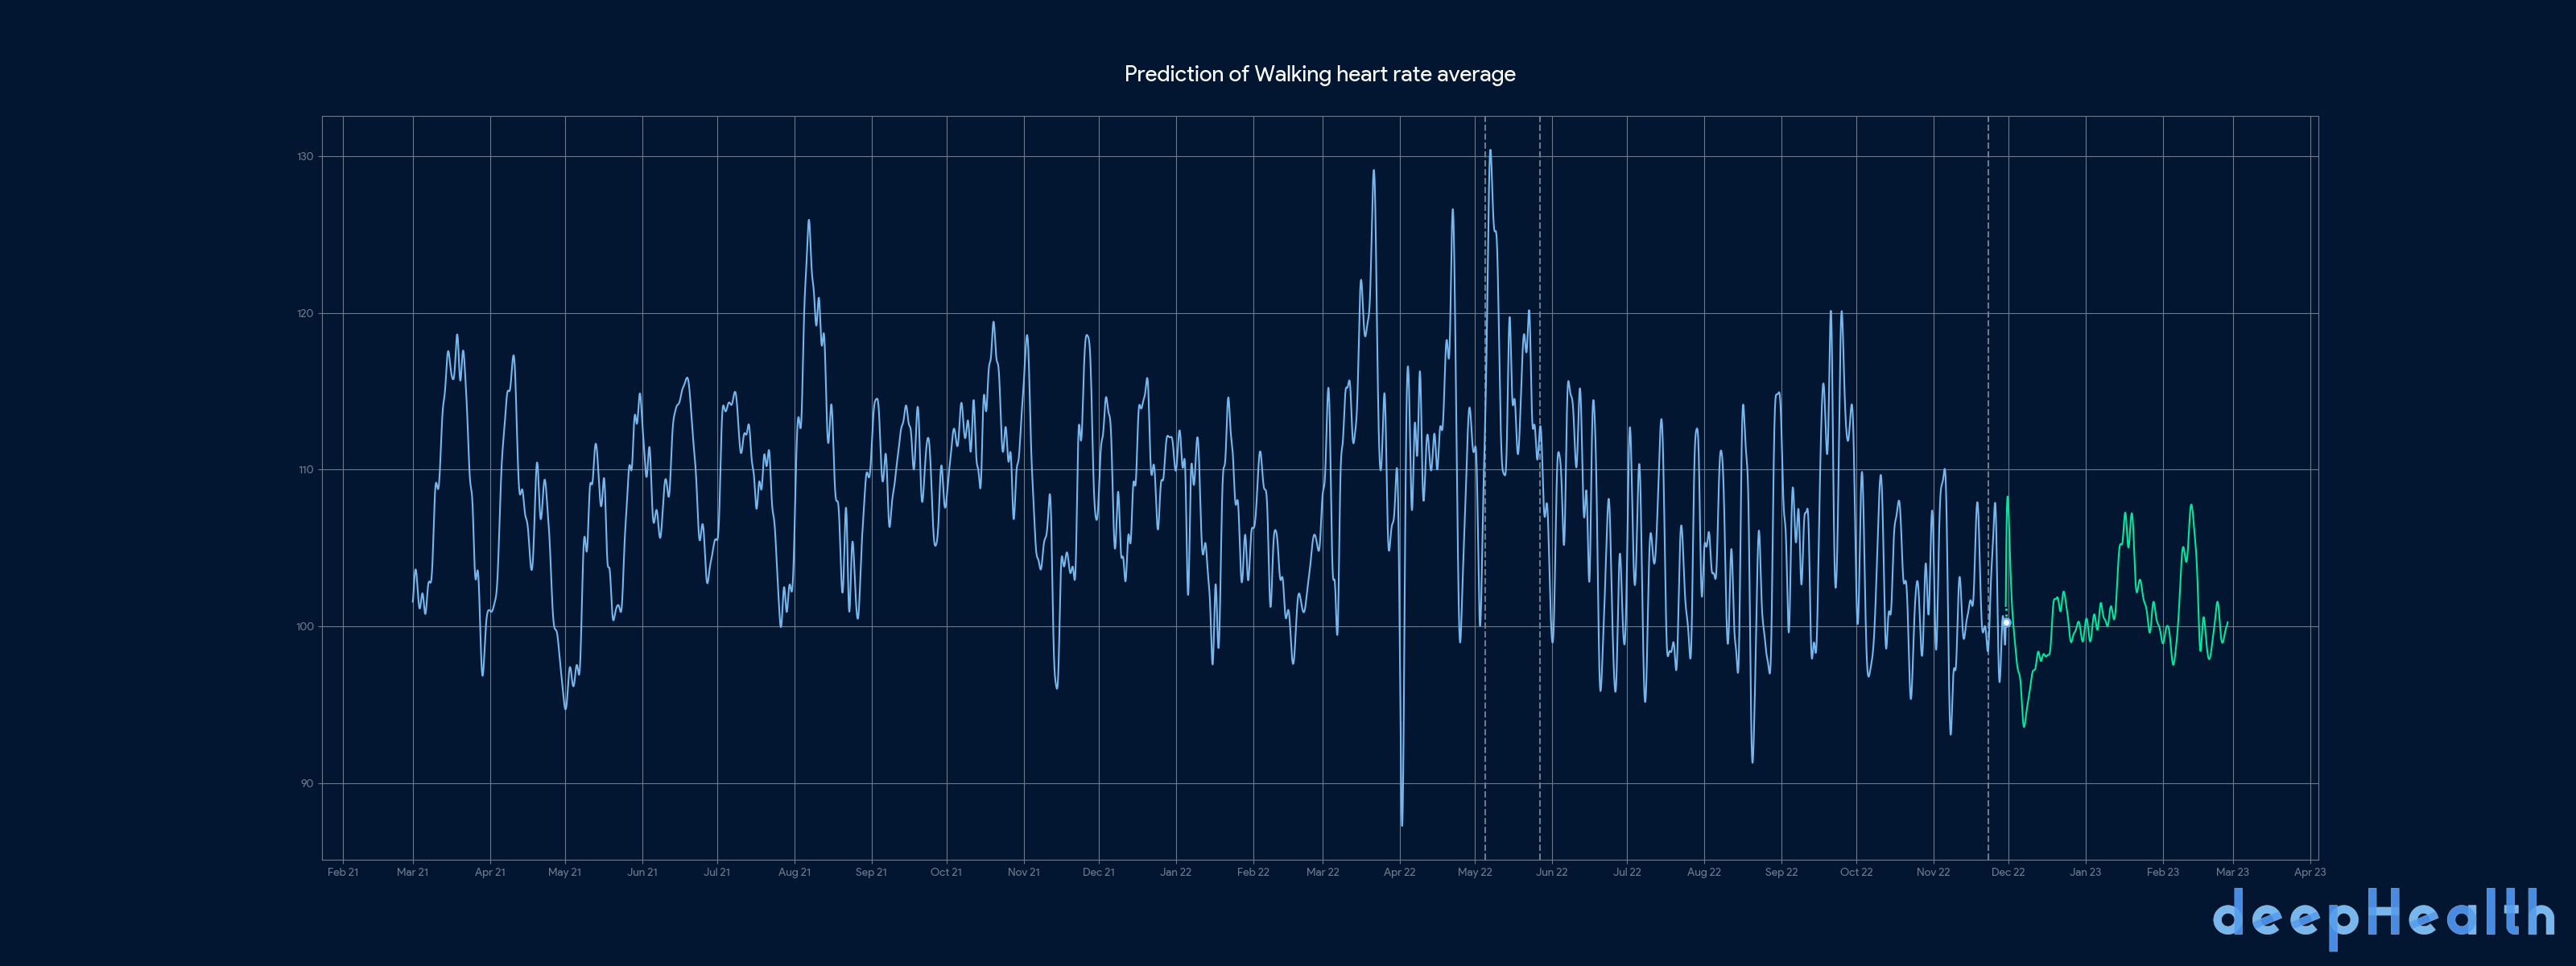 Prediction of Walking heart rate average
130
120
110
100
90
Feb 21 Mar 21 Apr 21 May 21 Jun 21 Jul 21 Aug 21 Sep 21 Oct 21 Nov 21 Dec 21 Jan 22 Feb 22 Mar 22 Apr 22 May 22 Jun 22 Jul 22 Aug 22 Sep 22 Oct 22 Nov 22 Dec 22 Jan 23 Feb 23 Mar 23 Apr 23
deepHealth